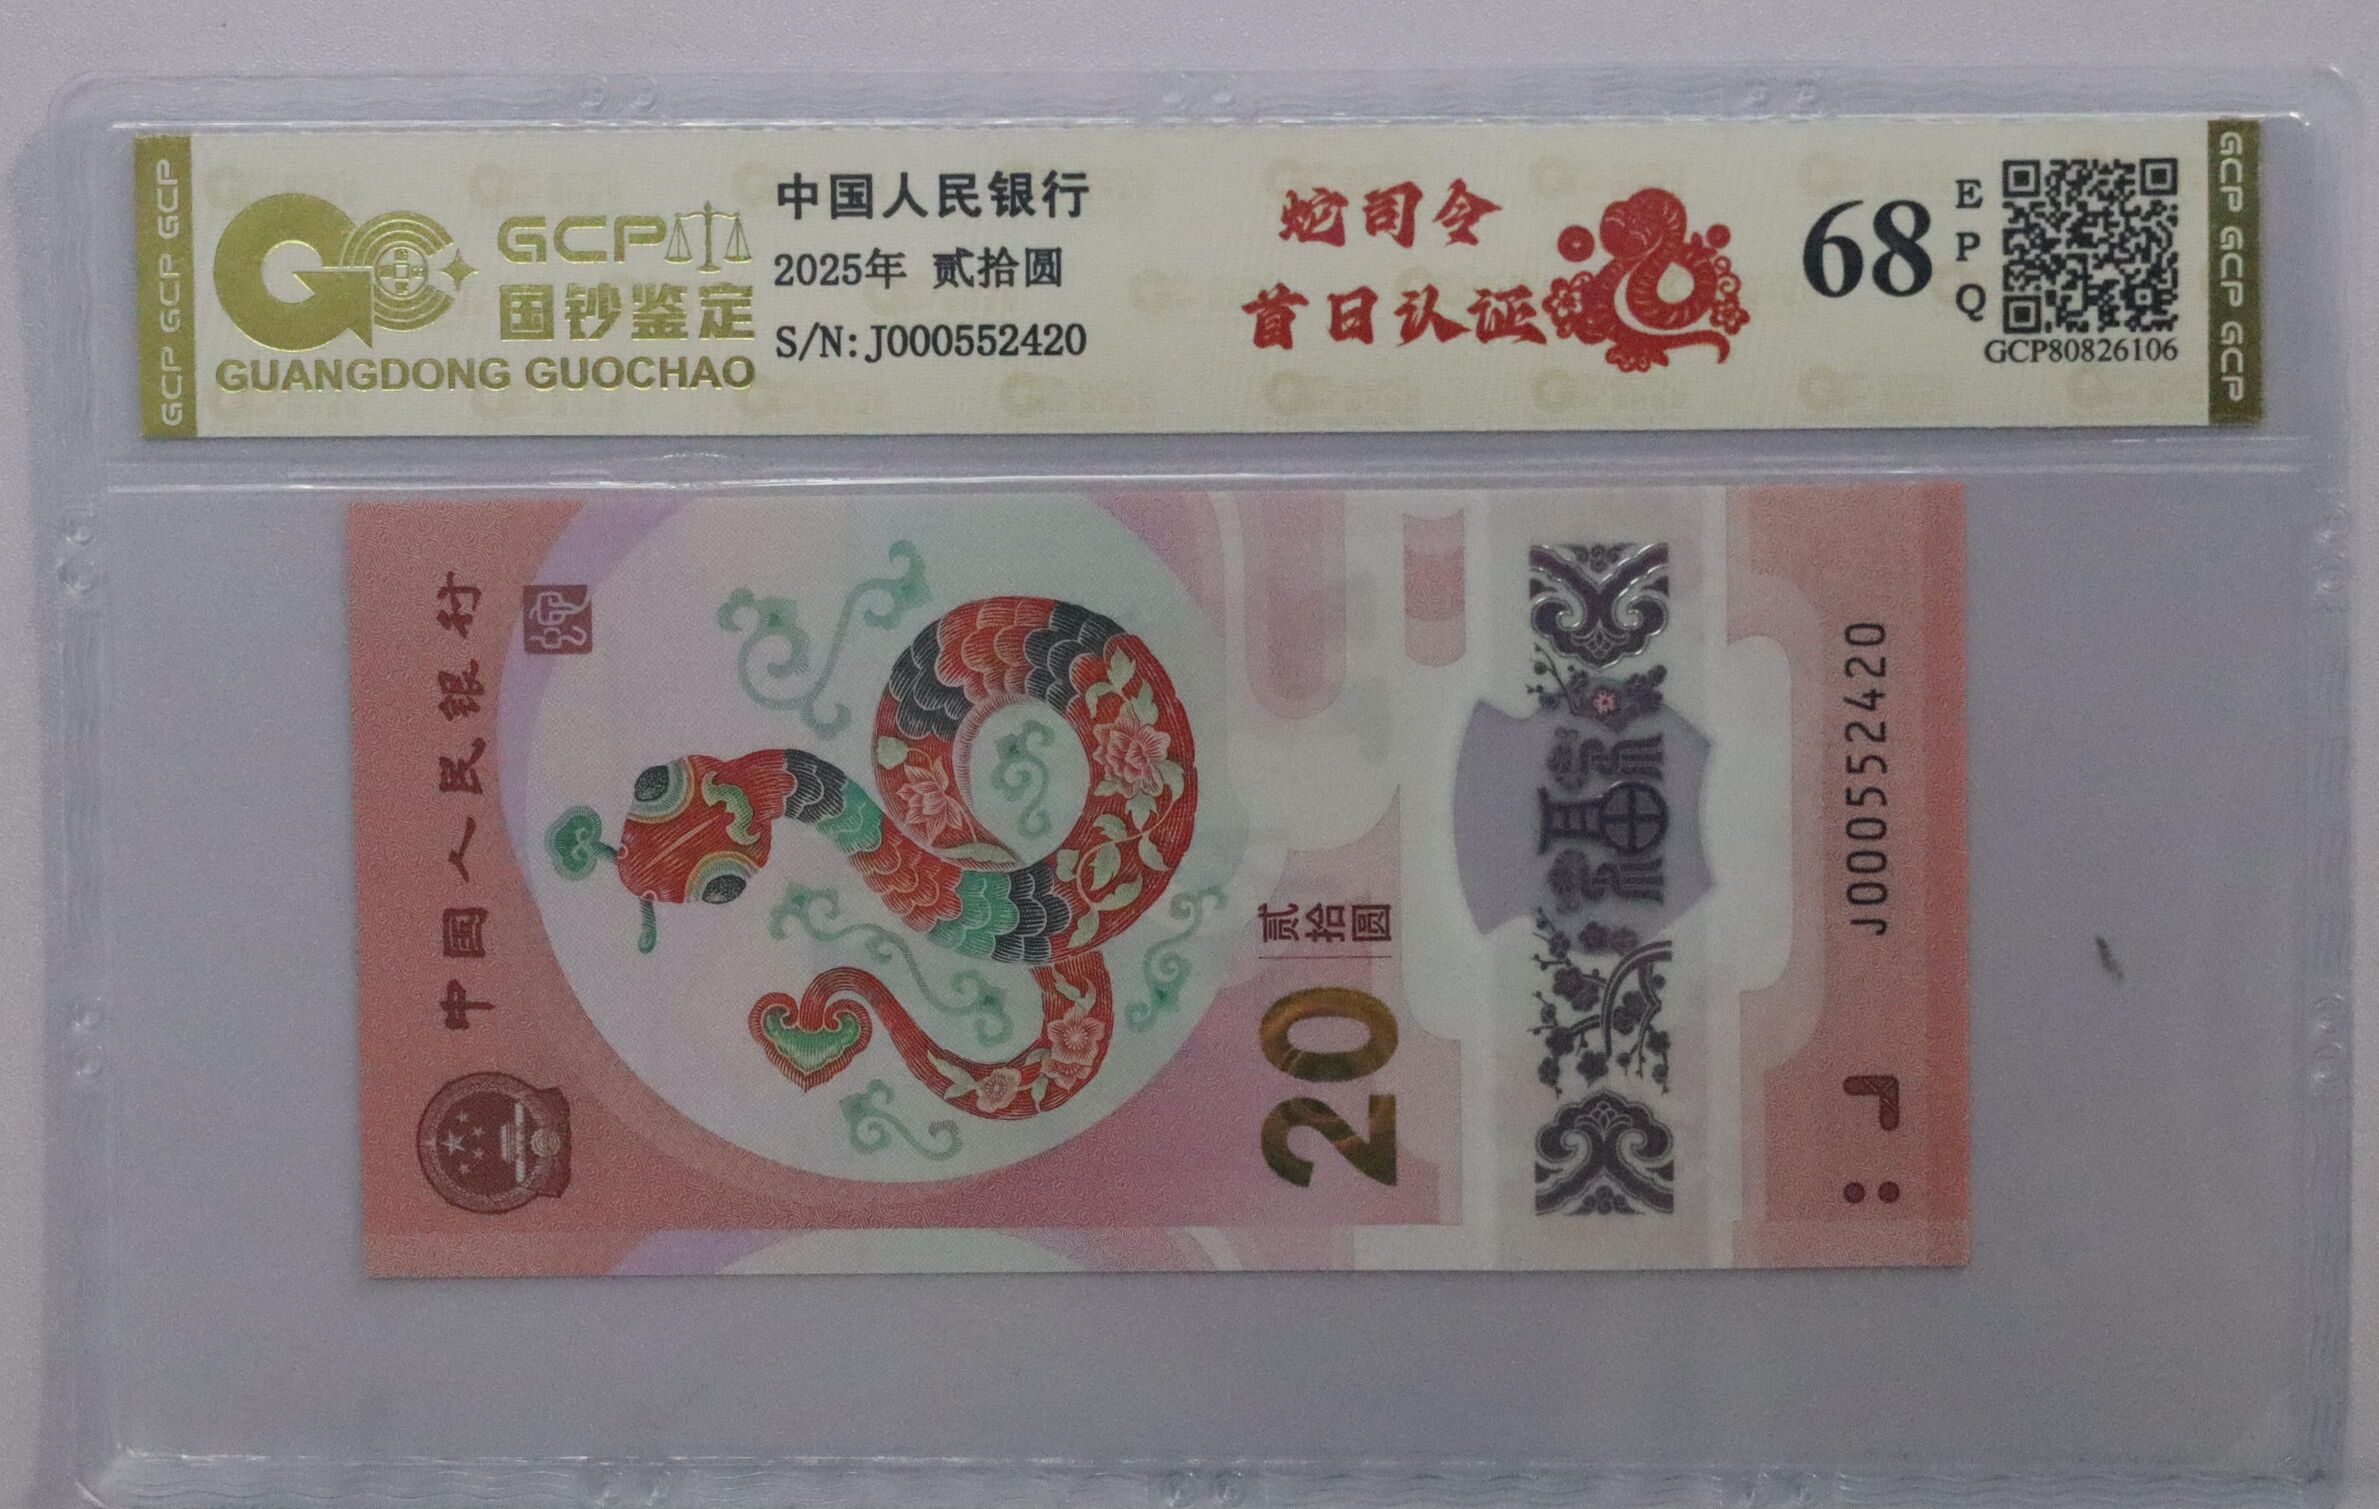 GCP GCP GCP
GCP
国钞鉴定
GUANGDONG GUOCHAO
中国人民银行
2025年 贰拾圆
S/N:J000552420
蛇司令
首日认证
68
EPQ
GCP80826106
GCP GCP GCP
中国人民银行
20
贰拾圆
福
J000552420